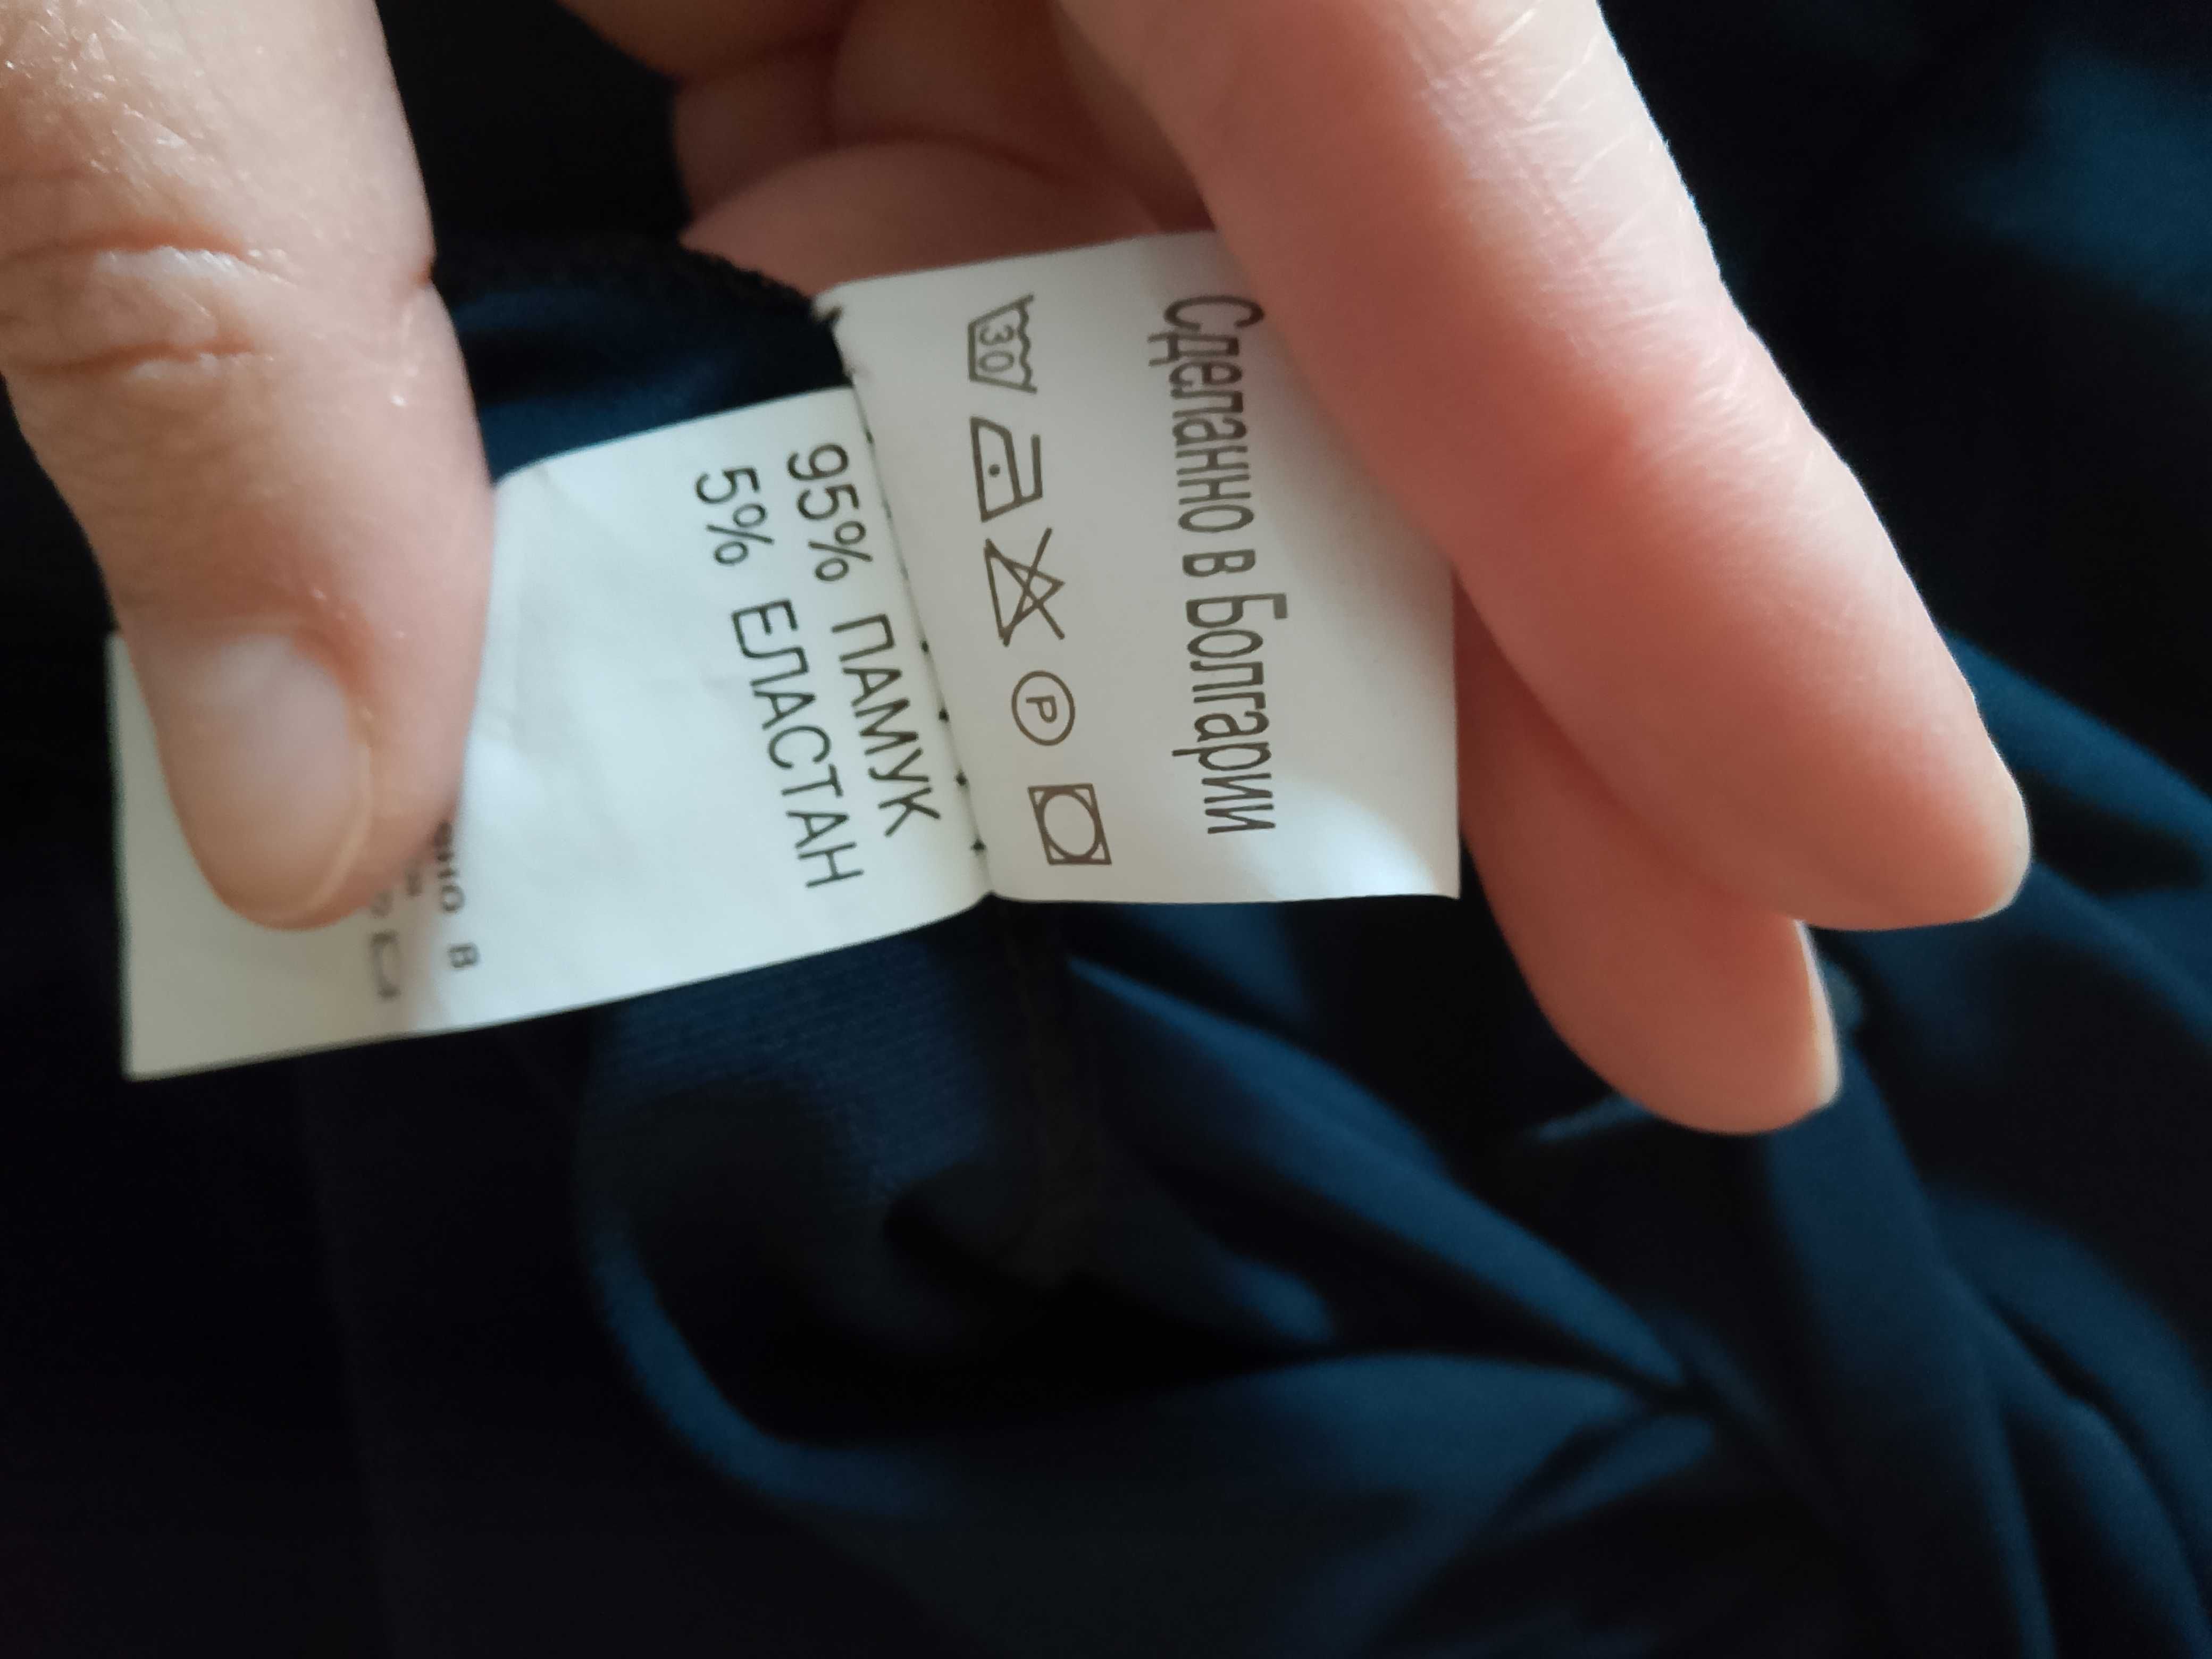 Сделанно в Болгарии
30
P
95% ПАМУК
5% ЕЛАСТАН
в